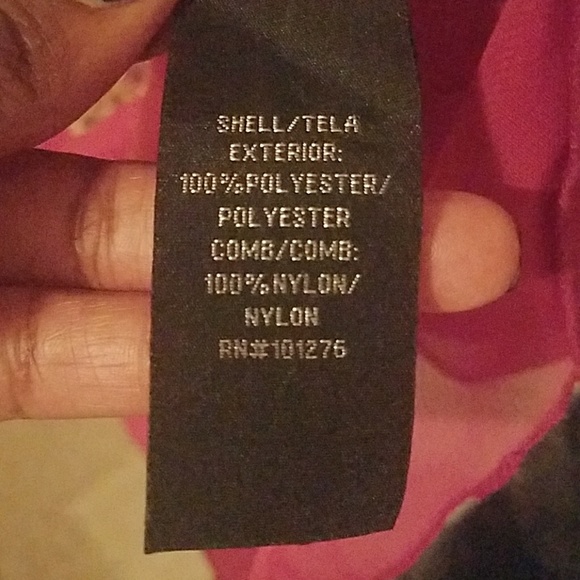 SHELL/TELA
EXTERIOR:
100%POLYESTER/
POLYESTER
COMB/COMB:
100%NYLON/
NYLON
RN#101276